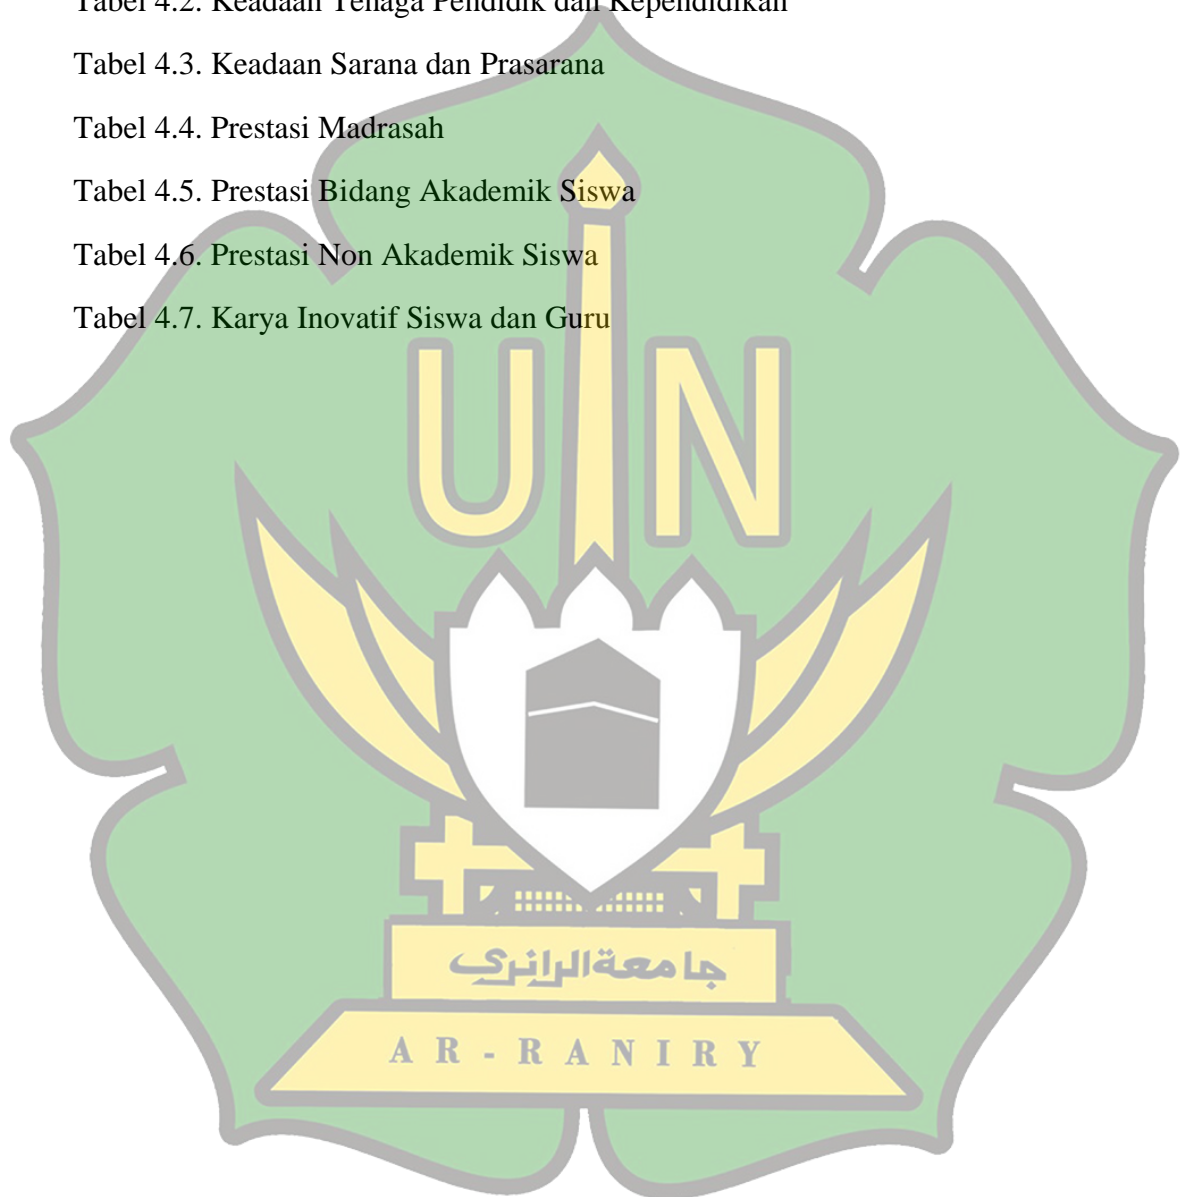 Tabel 4.2. Keadaan Tenaga Pendidik dan Kependidikan
Tabel 4.3. Keadaan Sarana dan Prasarana
Tabel 4.4. Prestasi Madrasah
Tabel 4.5. Prestasi Bidang Akademik Siswa
Tabel 4.6. Prestasi Non Akademik Siswa
Tabel 4.7. Karya Inovatif Siswa dan Guru
UIN
جامعة الرانري
AR-RANIRY